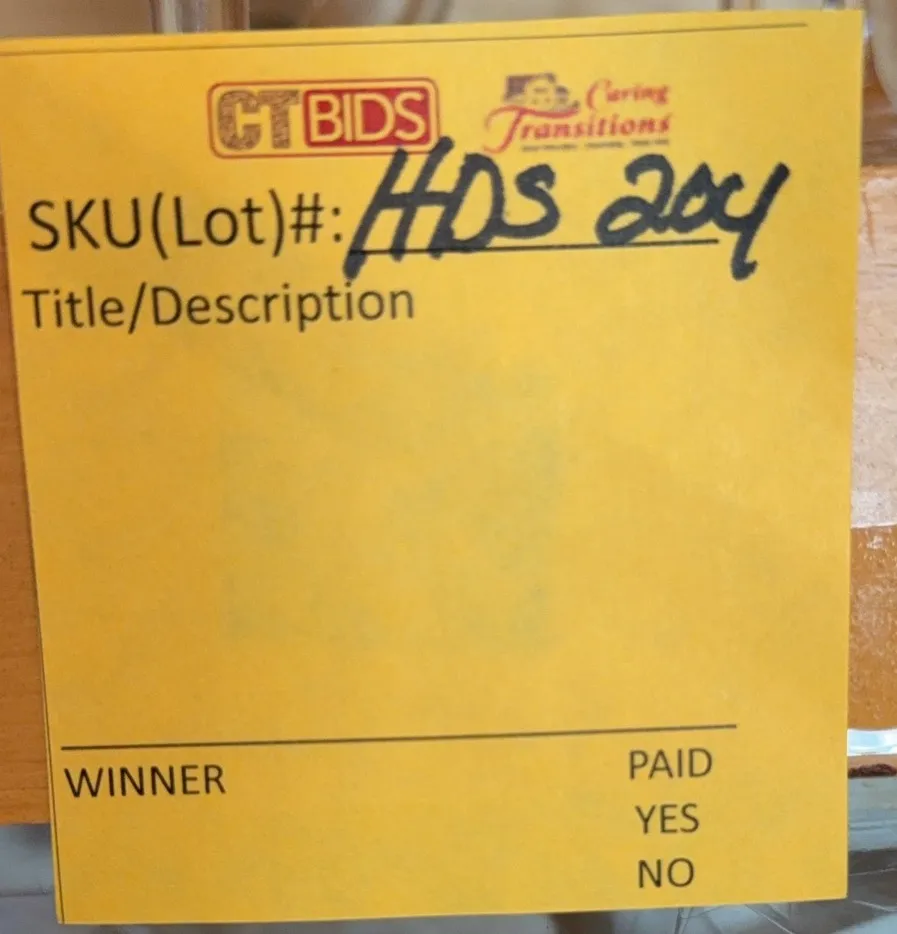 CTBIDS Caring
Transitions
SKU(Lot)#: HDS 204
Title/Description
WINNER PAID
YES
NO